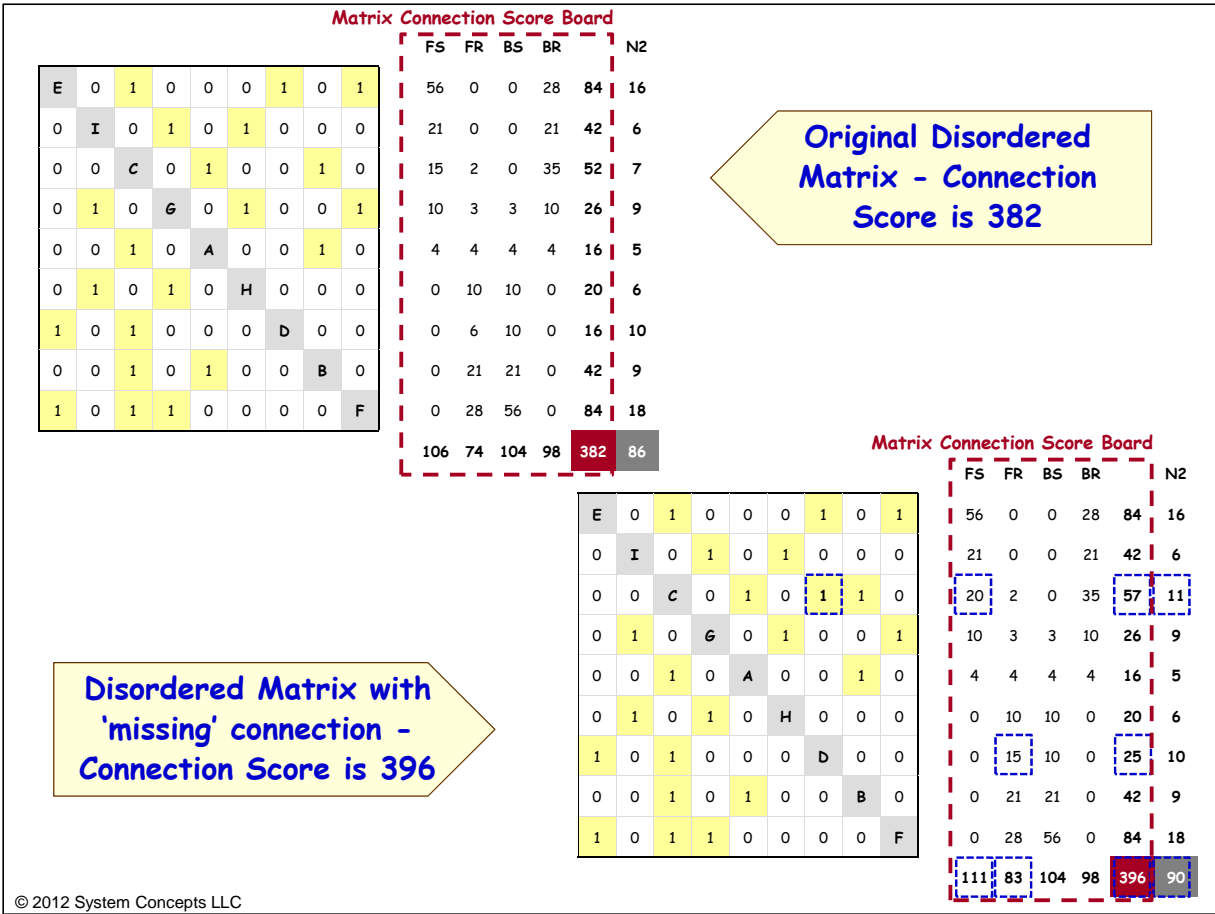 Matrix Connection Score Board
FS FR BS BR N2
E 0 1 0 0 0 1 0 1 56 0 0 28 84 16
0 I 0 1 0 1 0 0 0 21 0 0 21 42 6
0 0 C 0 1 0 0 1 0 15 2 0 35 52 7
0 1 0 G 0 1 0 0 1 10 3 3 10 26 9
0 0 1 0 A 0 0 1 0 4 4 4 4 16 5
0 1 0 1 0 H 0 0 0 0 10 10 0 20 6
1 0 1 0 0 0 D 0 0 0 6 10 0 16 10
0 0 1 0 1 0 0 B 0 0 21 21 0 42 9
1 0 1 1 0 0 0 0 F 0 28 56 0 84 18
106 74 104 98 382 86
Original Disordered
Matrix - Connection
Score is 382
Matrix Connection Score Board
FS FR BS BR N2
E 0 1 0 0 0 1 0 1 56 0 0 28 84 16
0 I 0 1 0 1 0 0 0 21 0 0 21 42 6
0 0 C 0 1 0 1 1 0 20 2 0 35 57 11
0 1 0 G 0 1 0 0 1 10 3 3 10 26 9
0 0 1 0 A 0 0 1 0 4 4 4 4 16 5
0 1 0 1 0 H 0 0 0 0 10 10 0 20 6
1 0 1 0 0 0 D 0 0 0 15 10 0 25 10
0 0 1 0 1 0 0 B 0 0 21 21 0 42 9
1 0 1 1 0 0 0 0 F 0 28 56 0 84 18
111 83 104 98 396 90
Disordered Matrix with
‘missing’ connection -
Connection Score is 396
© 2012 System Concepts LLC